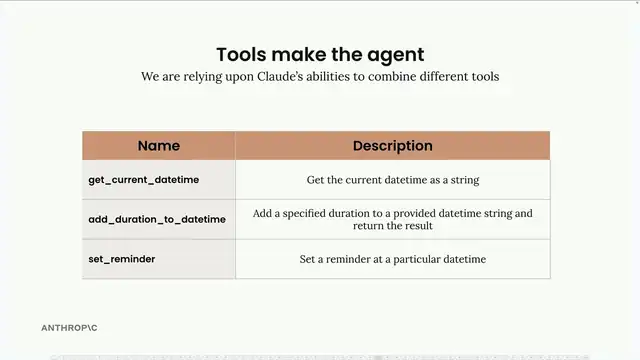 Tools make the agent
We are relying upon Claude's abilities to combine different tools
Name Description
get_current_datetime Get the current datetime as a string
add_duration_to_datetime Add a specified duration to a provided datetime string and
return the result
set_reminder Set a reminder at a particular datetime
ANTHROP\C